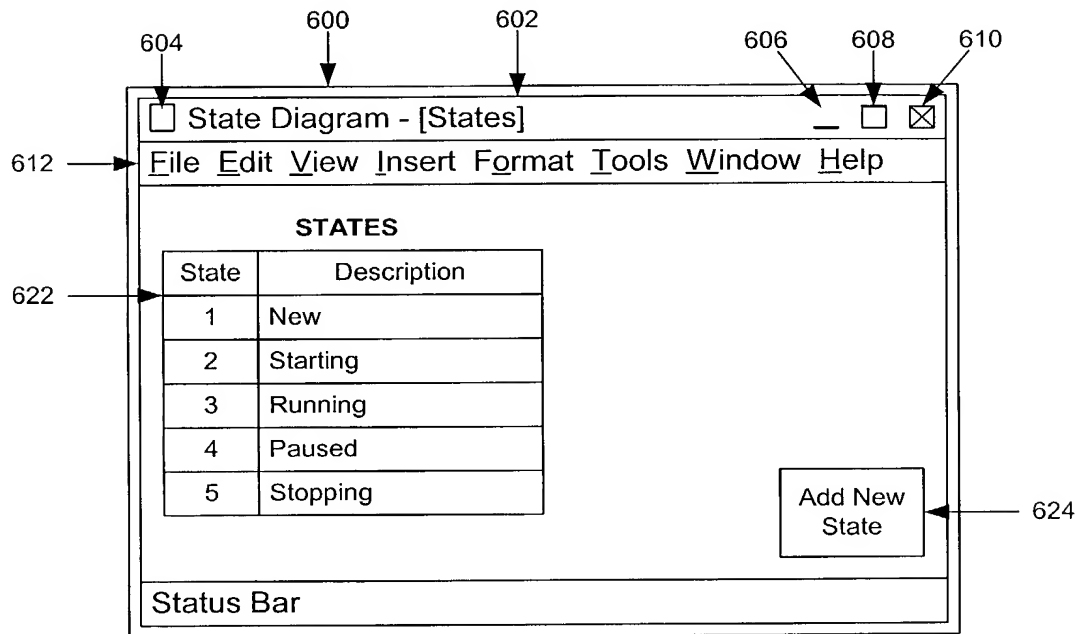 600
602
604
606
608
610
State Diagram - [States]
612
File Edit View Insert Format Tools Window Help
STATES
State Description
622
1 New
2 Starting
3 Running
4 Paused
5 Stopping
Add New
State
624
Status Bar